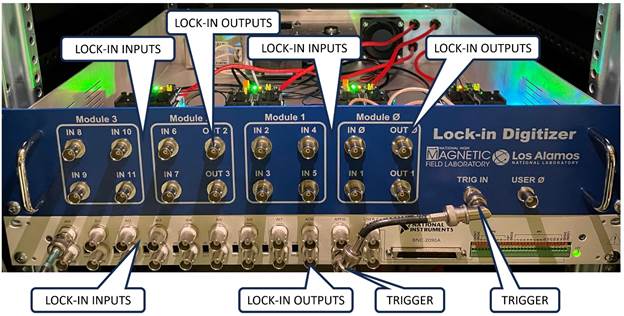 LOCK-IN OUTPUTS
LOCK-IN INPUTS
LOCK-IN INPUTS
LOCK-IN OUTPUTS
Module 3
Module
Module 1
Module Ø
IN 8
IN 10
IN 6
OUT 2
IN 2
IN 4
IN Ø
OUT
IN 9
IN 11
IN 7
OUT 3
IN 3
IN 5
IN 1
OUT 1
Lock-in Digitizer
NATIONAL HIGH
MAGNETIC
FIELD LABORATORY
Los Alamos
NATIONAL LABORATORY
TRIG IN
USER Ø
NATIONAL
INSTRUMENTS
BNC-2090A
LOCK-IN INPUTS
LOCK-IN OUTPUTS
TRIGGER
TRIGGER